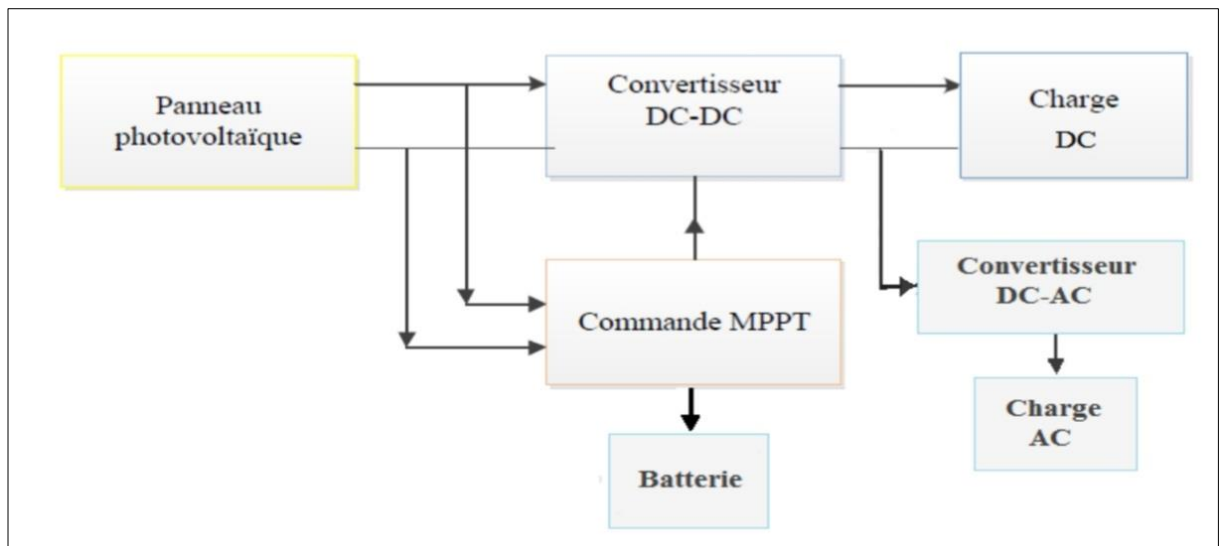 Panneau
photovoltaïque
Convertisseur
DC-DC
Charge
DC
Commande MPPT
Convertisseur
DC-AC
Charge
AC
Batterie